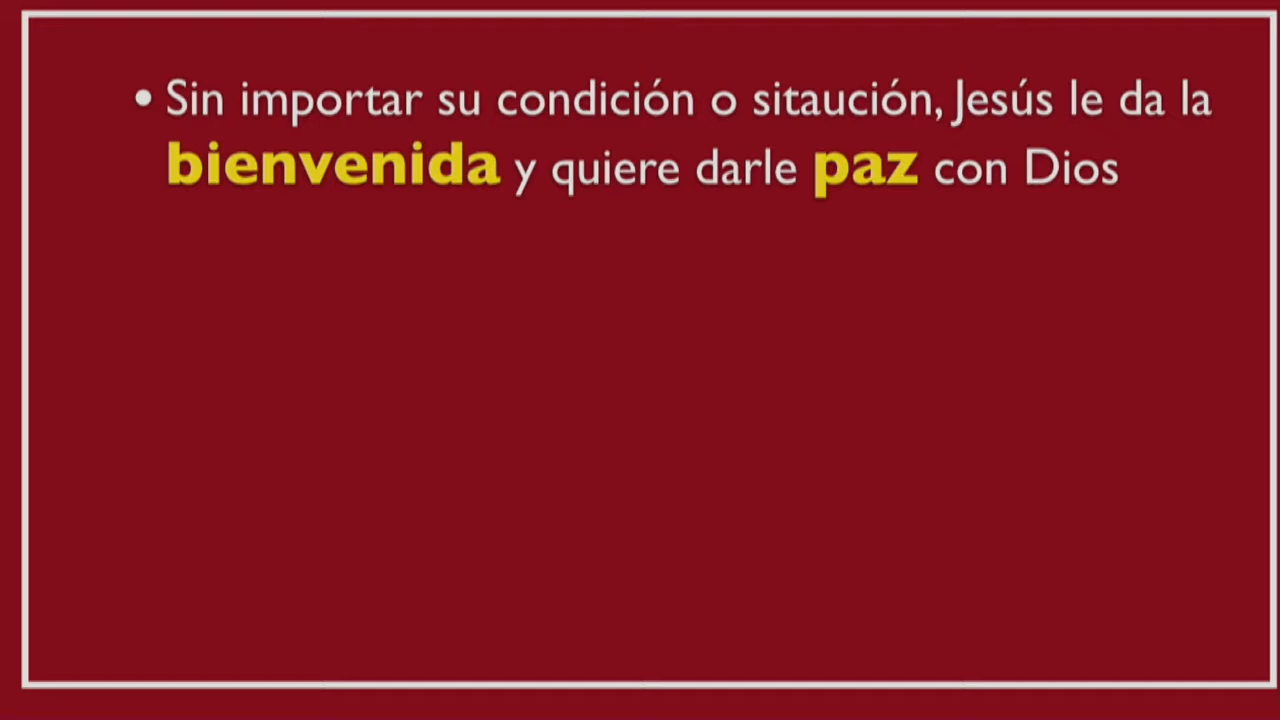 • Sin importar su condición o sitaución, Jesús le da la
bienvenida y quiere darle paz con Dios